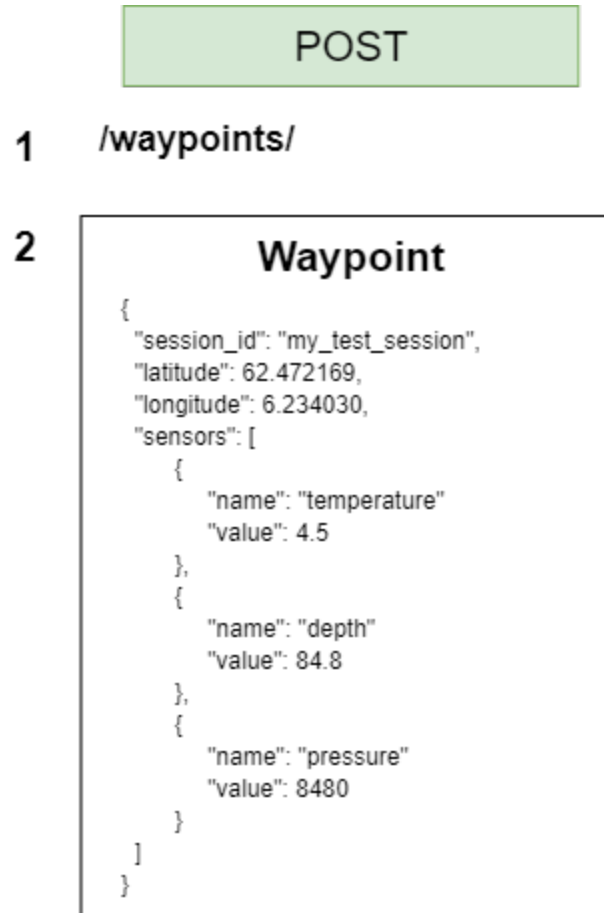 POST
1 /waypoints/
2 Waypoint
{
"session_id": "my_test_session",
"latitude": 62.472169,
"longitude": 6.234030,
"sensors": [
{
"name": "temperature"
"value": 4.5
},
{
"name": "depth"
"value": 84.8
},
{
"name": "pressure"
"value": 8480
}
]
}